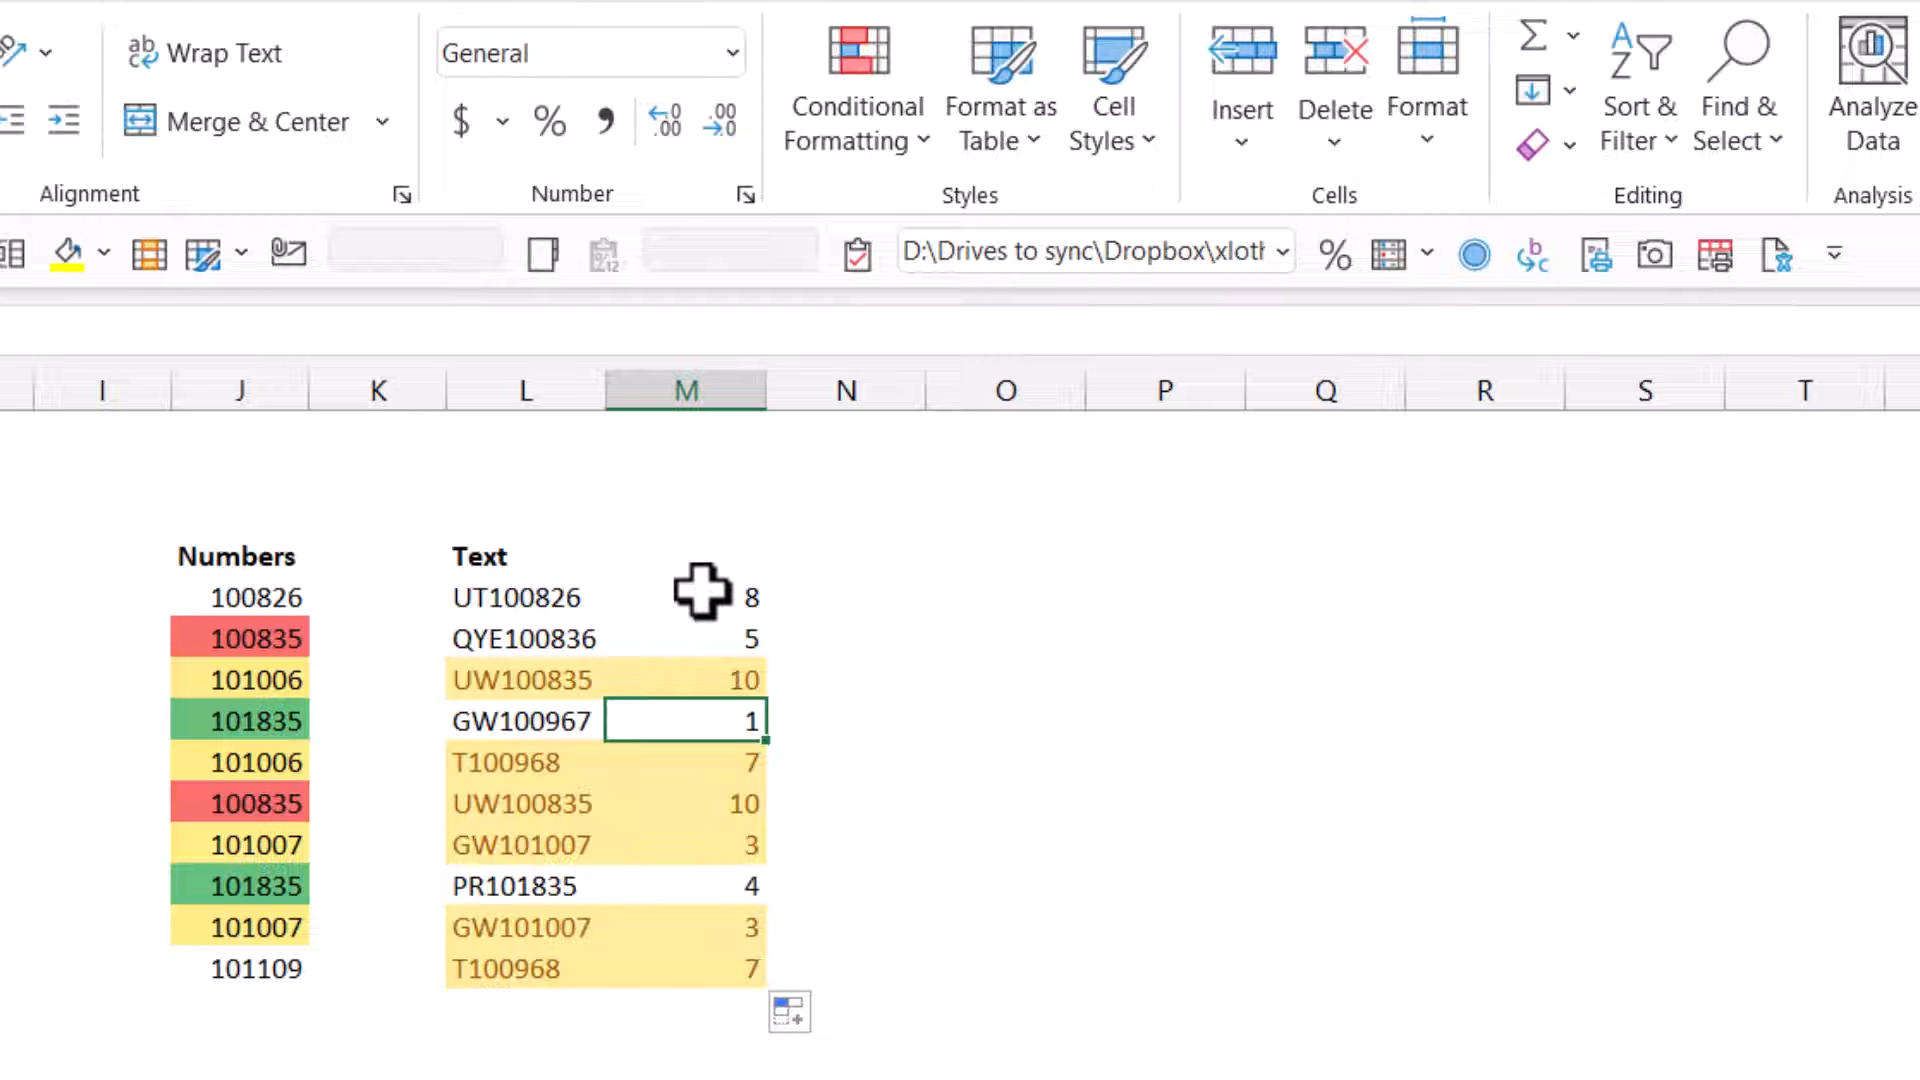 Wrap Text
Merge & Center
Alignment
General
$ % , .00 .00
Number
Conditional Formatting
Format as Table
Cell Styles
Styles
Insert
Delete
Format
Cells
Sort & Filter
Find & Select
Editing
Analyze Data
Analysis
D:\Drives to sync\Dropbox\xlotl
%
I J K L M N O P Q R S T
Numbers Text
100826 UT100826 8
100835 QYE100836 5
101006 UW100835 10
101835 GW100967 1
101006 T100968 7
100835 UW100835 10
101007 GW101007 3
101835 PR101835 4
101007 GW101007 3
101109 T100968 7